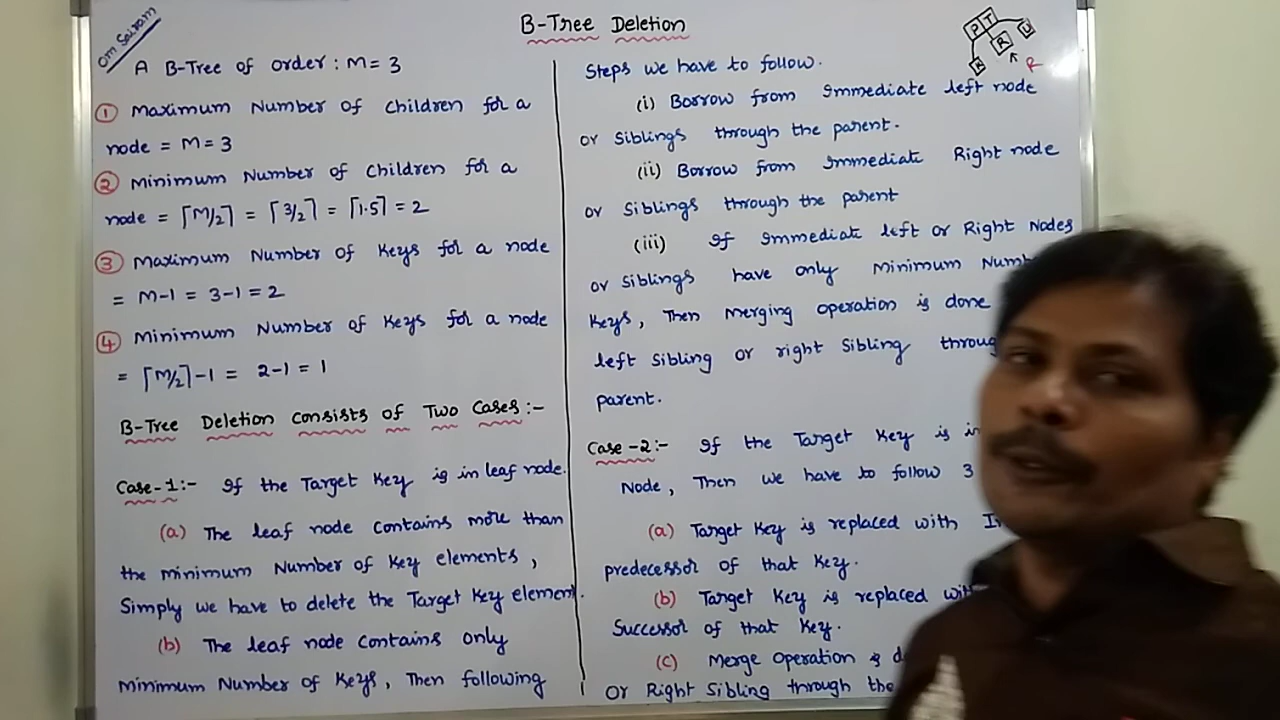 B-Tree Deletion
Om Sairam
A B-Tree of order : M = 3
① Maximum Number of children for a
node = M = 3
② Minimum Number of children for a
node = ⌈M/2⌉ = ⌈3/2⌉ = ⌈1.5⌉ = 2
③ Maximum Number of Keys for a node
= M-1 = 3-1 = 2
④ Minimum Number of Keys for a node
= ⌈M/2⌉-1 = 2-1 = 1
B-Tree Deletion consists of Two cases:-
Case-1:- If the Target Key is in leaf node.
(a) The leaf node contains more than
the minimum Number of Key elements,
Simply we have to delete the Target Key element.
(b) The leaf node contains only
minimum Number of Keys, Then following
P T
U
R
R
Steps we have to follow.
(i) Borrow from Immediate left node
or Siblings through the parent.
(ii) Borrow from Immediate Right node
or Siblings through the parent
(iii) If Immediate left or Right Nodes
or Siblings have only Minimum
Keys, Then Merging operation is done
left Sibling or right Sibling
parent.
Case-2:- If the Target Key is
Node, Then we have to follow 3
(a) Target Key is replaced with
predecessor of that Key.
(b) Target Key is replaced
Successor of that Key.
(c) Merge operation is
Or Right Sibling through the